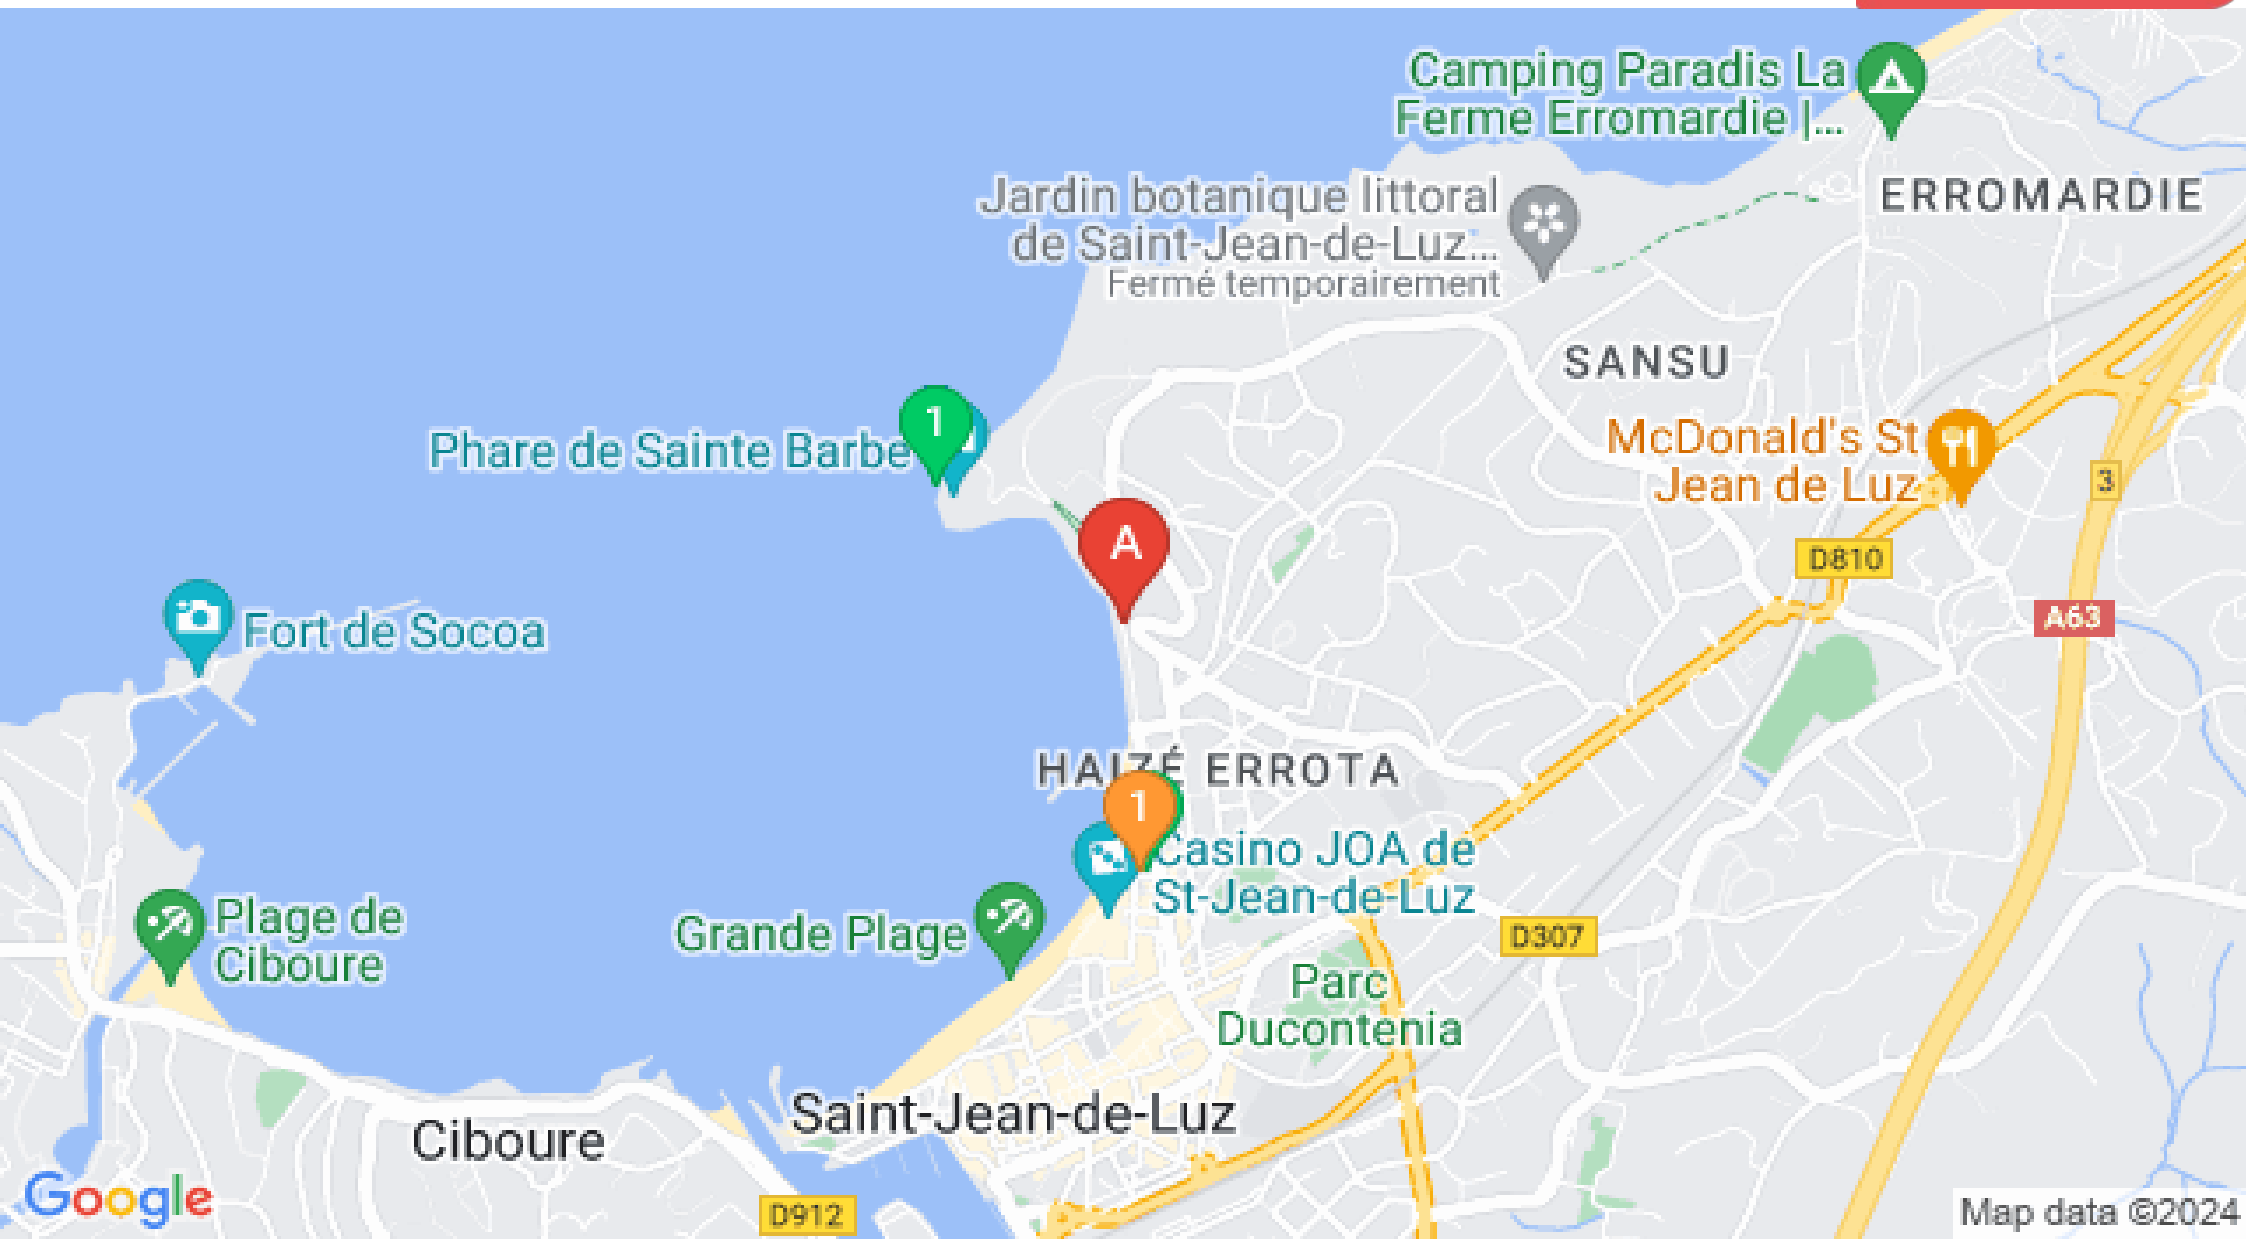 Camping Paradis La
Ferme Erromardie |...
Jardin botanique littoral
de Saint-Jean-de-Luz...
Fermé temporairement
ERROMARDIE
SANSU
1
Phare de Sainte Barbe
McDonald's St
Jean de Luz
3
A
D810
A63
Fort de Socoa
HAIZÉ ERROTA
1
Casino JOA de
St-Jean-de-Luz
Plage de
Ciboure
Grande Plage
D307
Parc
Ducontenia
Saint-Jean-de-Luz
Ciboure
Google
D912
Map data ©2024